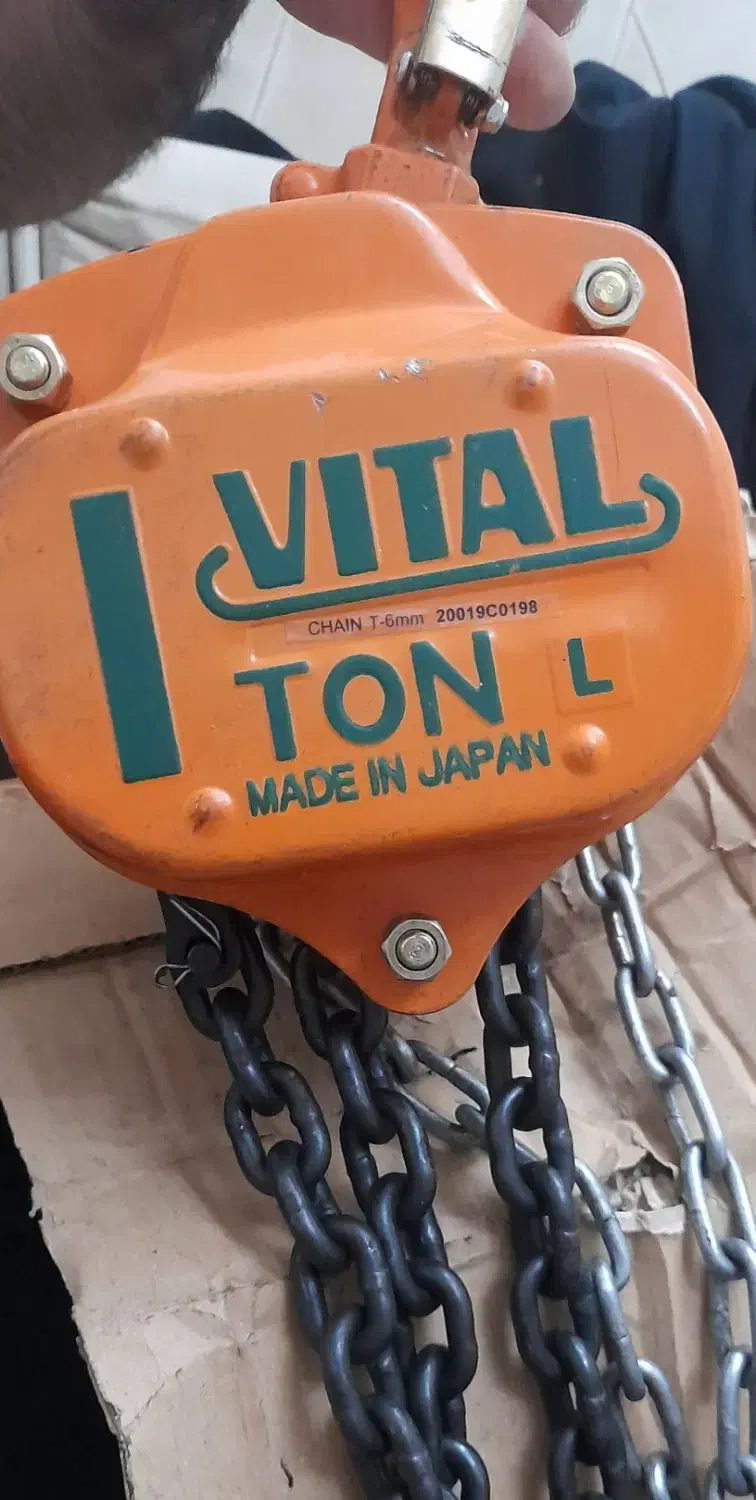 VITAL
CHAIN T-6mm 20019C0198
1 TON L
MADE IN JAPAN